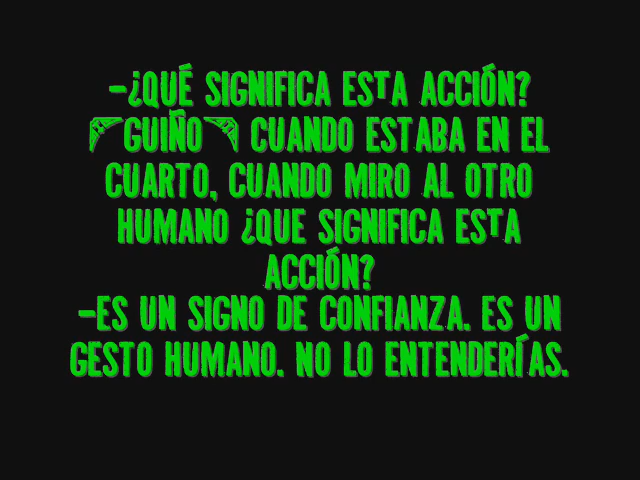 -¿QUÉ SIGNIFICA ESTA ACCIÓN?
GUIÑO CUANDO ESTABA EN EL
CUARTO, CUANDO MIRO AL OTRO
HUMANO ¿QUE SIGNIFICA ESTA
ACCIÓN?
-ES UN SIGNO DE CONFIANZA. ES UN
GESTO HUMANO. NO LO ENTENDERÍAS.